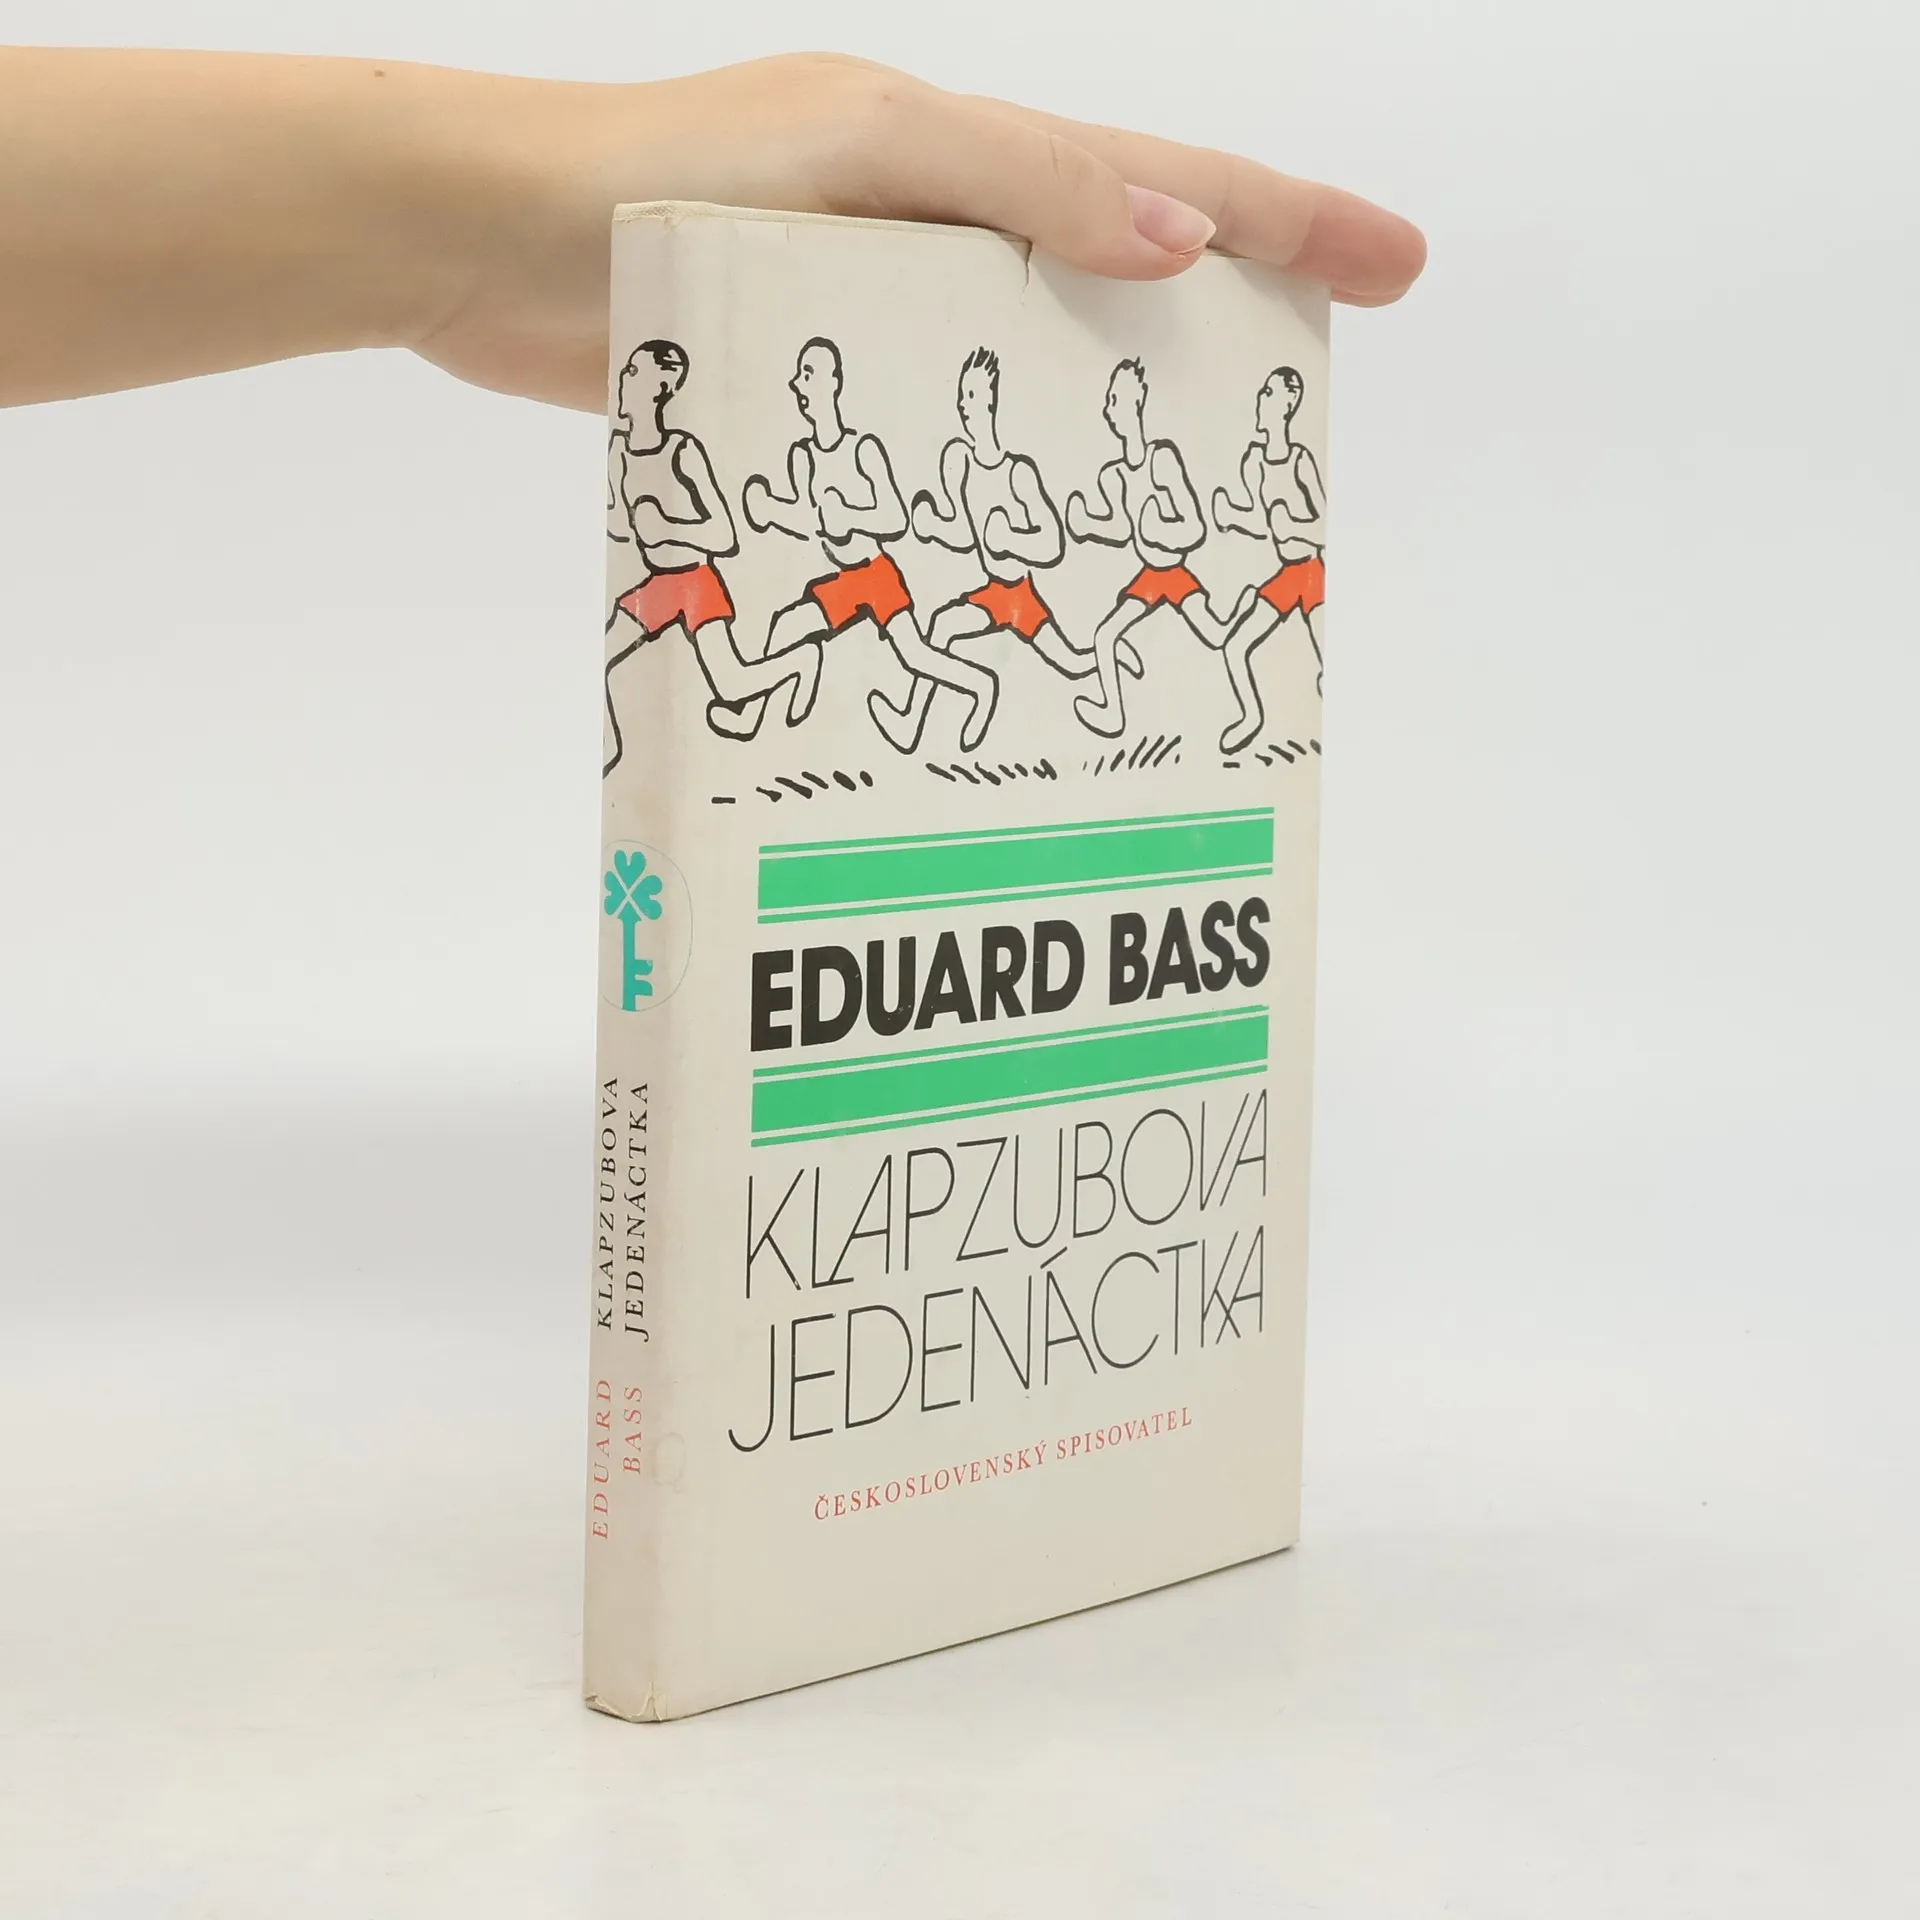 EDUARD BASS
KLAPZUBOVA
JEDENÁCTKA
ČESKOSLOVENSKÝ SPISOVATEL
EDUARD KLAPZUBOVA
BASS JEDENÁCTKA